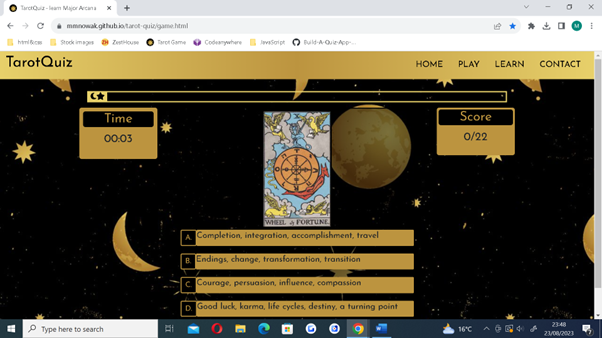 TarotQuiz - learn Major Arcana
mmnowak.github.io/tarot-quiz/game.html
html&css Stock images ZenHouse Tarot Game Codeanywhere JavaScript Build-A-Quiz-App-...
TarotQuiz HOME PLAY LEARN CONTACT
Time
00:03
Score
0/22
WHEEL of FORTUNE.
A. Completion, integration, accomplishment, travel
B. Endings, change, transformation, transition
C. Courage, persuasion, influence, compassion
D. Good luck, karma, life cycles, destiny, a turning point
Type here to search
16°C
23:48
23/08/2023